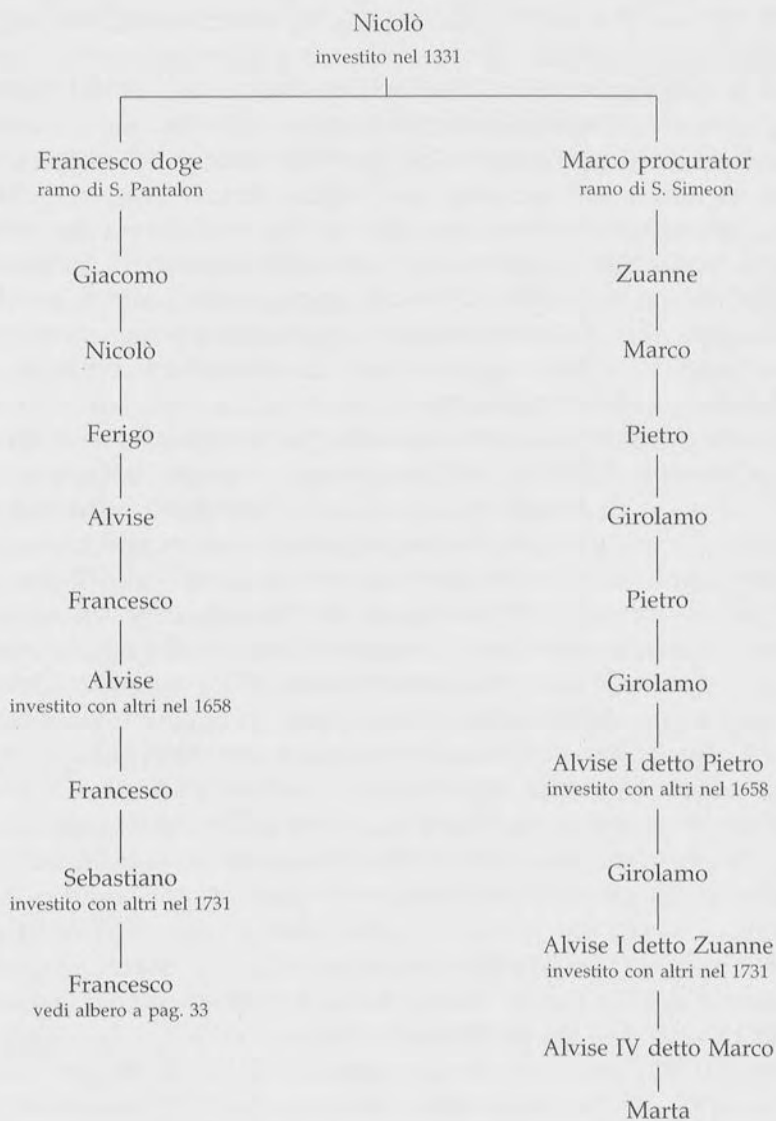 Nicolò
investito nel 1331
Francesco doge
ramo di S. Pantalon
Giacomo
Nicolò
Ferigo
Alvise
Francesco
Alvise
investito con altri nel 1658
Francesco
Sebastiano
investito con altri nel 1731
Francesco
vedi albero a pag. 33
Marco procurator
ramo di S. Simeon
Zuanne
Marco
Pietro
Girolamo
Pietro
Girolamo
Alvise I detto Pietro
investito con altri nel 1658
Girolamo
Alvise I detto Zuanne
investito con altri nel 1731
Alvise IV detto Marco
Marta